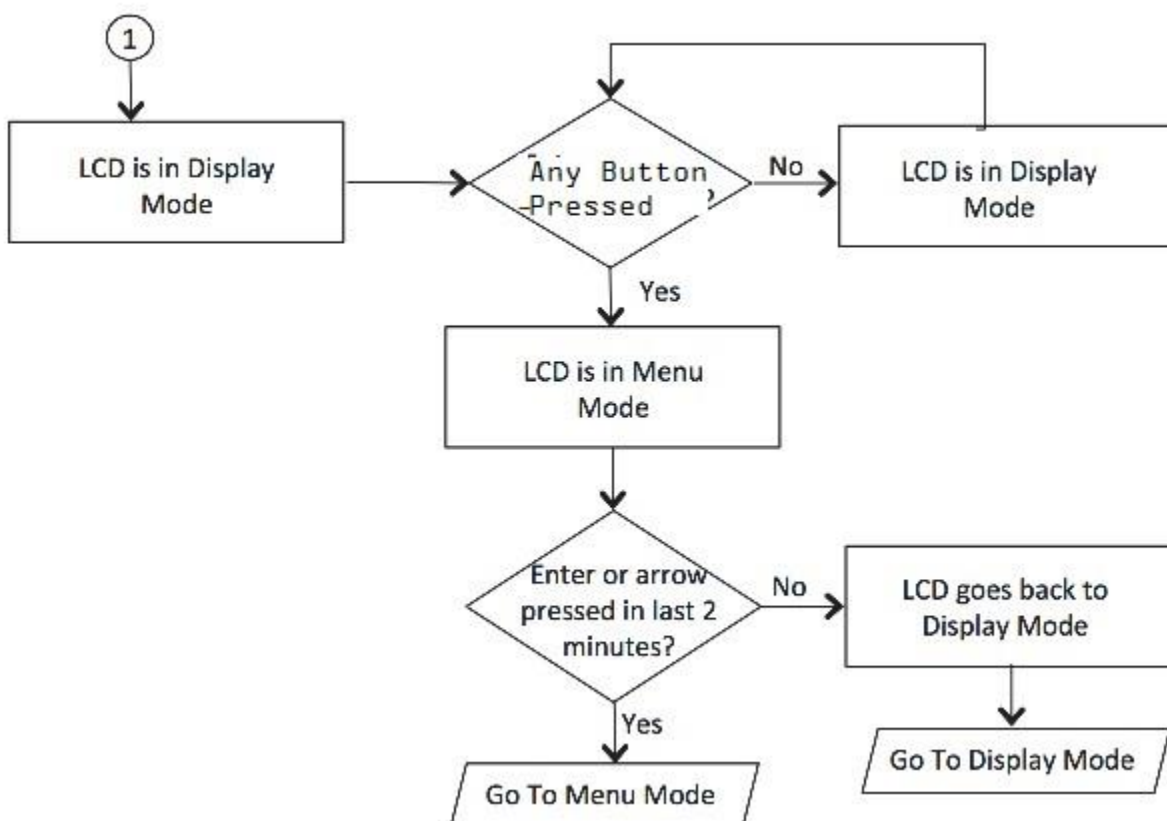 1
LCD is in Display
Mode
Any Button
Pressed ?
No
LCD is in Display
Mode
Yes
LCD is in Menu
Mode
Enter or arrow
pressed in last 2
minutes?
No
LCD goes back to
Display Mode
Yes
Go To Display Mode
Go To Menu Mode